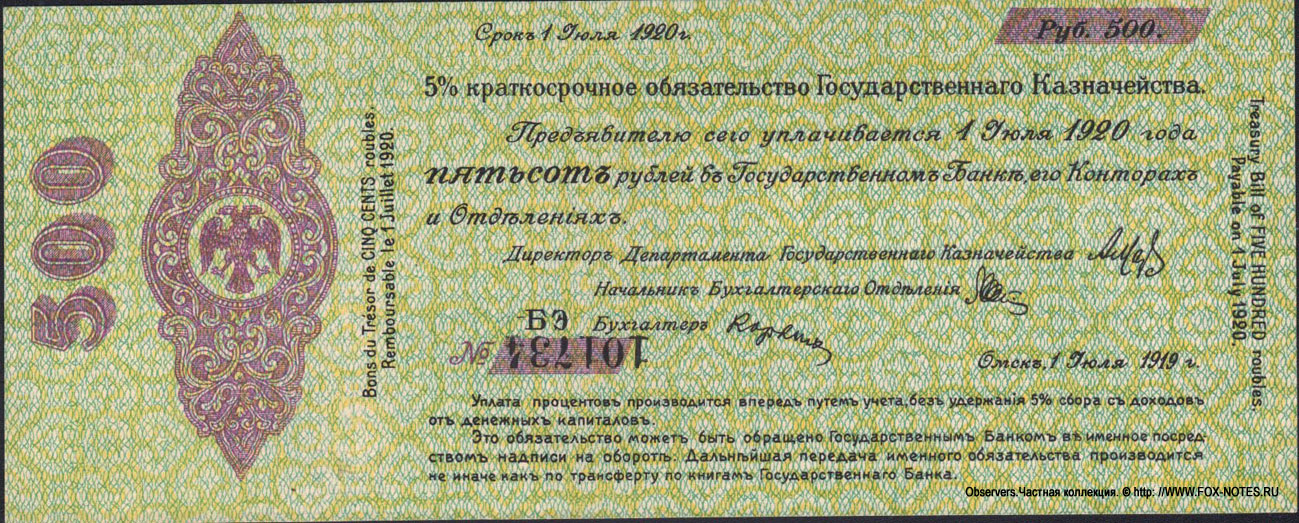 Срокъ 1 Июля 1920 г.
Руб. 500.
5% краткосрочное обязательство Государственнаго Казначейства.
Предъявителю сего уплачивается 1 Июля 1920 года
пятьсотъ рублей въ Государственномъ Банкѣ, его Конторахъ
и Отдѣленіяхъ.
Директоръ Департамента Государственнаго Казначейства
Начальникъ Бухгалтерскаго Отдѣленія
БЭ Бухгалтеръ
№ 101734
Омскъ, 1 Июля 1919 г.
Уплата процентовъ производится впередъ путемъ учета, безъ удержанія 5% сбора съ доходовъ
отъ денежныхъ капиталовъ.
Это обязательство можетъ быть обращено Государственнымъ Банкомъ въ именное посред-
ствомъ надписи на оборотѣ. Дальнѣйшая передача именного обязательства производится
не иначе какъ по трансферту по книгамъ Государственнаго Банка.
500
Bons du Trésor de CINQ CENTS roubles.
Remboursable le 1 Juillet 1920.
Treasury Bill of FIVE HUNDRED roubles
Payable on 1 July 1920.
Observers.Частная коллекция. © http: //WWW.FOX-NOTES.RU